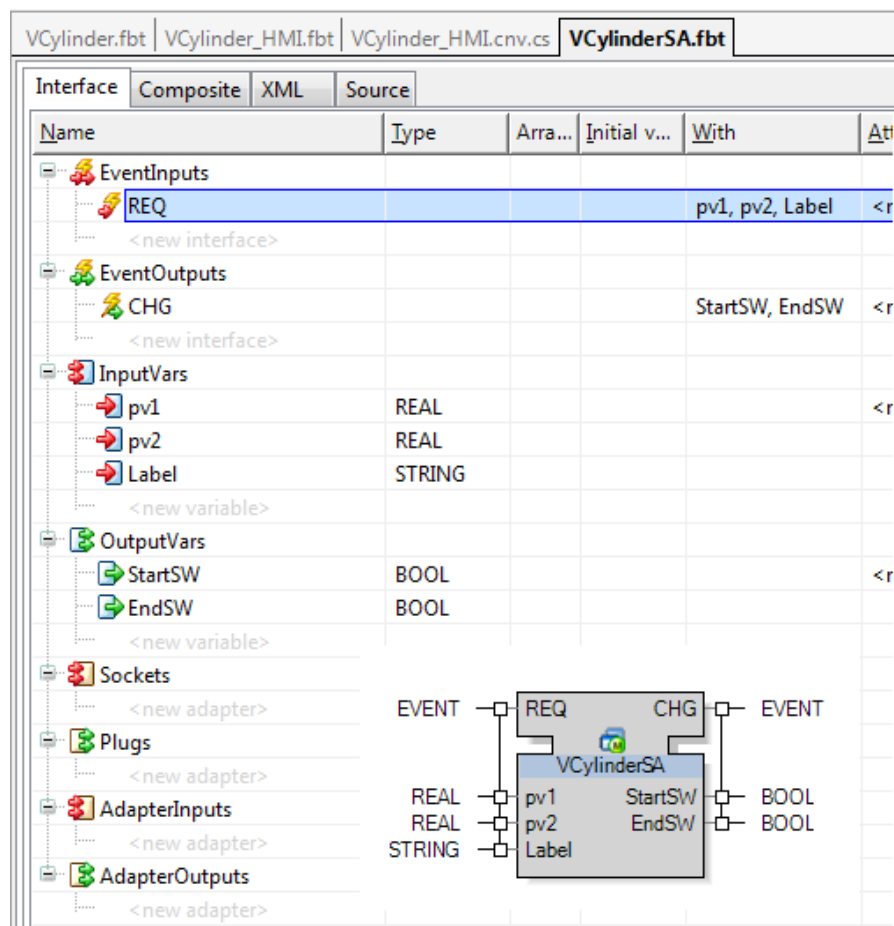 VCylinder.fbt VCylinder_HMI.fbt VCylinder_HMI.cnv.cs VCylinderSA.fbt
Interface Composite XML Source
Name Type Arra... Initial v... With
EventInputs
REQ pv1, pv2, Label
<new interface>
EventOutputs
CHG StartSW, EndSW
<new interface>
InputVars
pv1 REAL
pv2 REAL
Label STRING
<new variable>
OutputVars
StartSW BOOL
EndSW BOOL
<new variable>
Sockets
<new adapter>
Plugs
<new adapter>
AdapterInputs
<new adapter>
AdapterOutputs
<new adapter>
EVENT REQ CHG EVENT
VCylinderSA
REAL pv1 StartSW BOOL
REAL pv2 EndSW BOOL
STRING Label